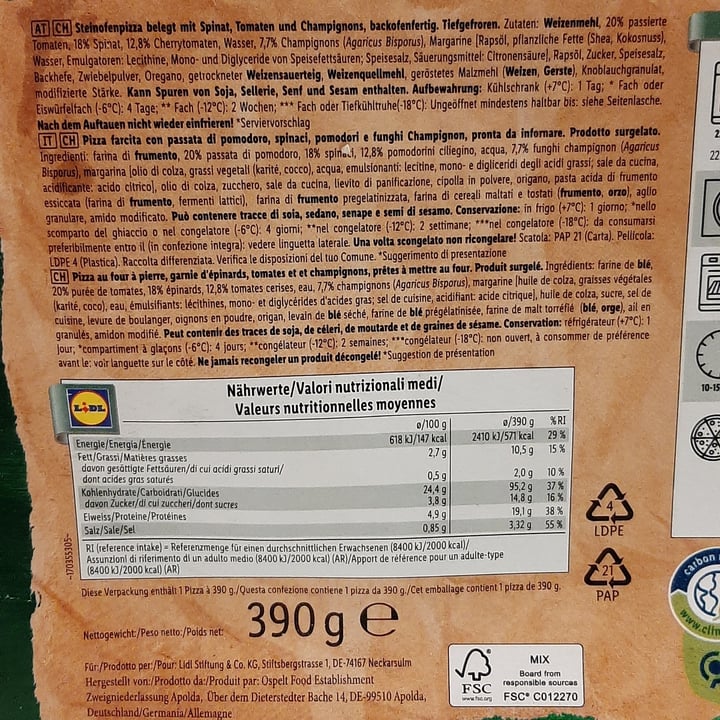 AT CH Steinofenpizza belegt mit Spinat, Tomaten und Champignons, backofenfertig. Tiefgefroren. Zutaten: Weizenmehl, 20% passierte
Tomaten, 18% Spinat, 12,8% Cherrytomaten, Wasser, 7,7% Champignons (Agaricus Bisporus), Margarine [Rapsöl, pflanzliche Fette (Shea, Kokosnuss),
Wasser, Emulgatoren: Lecithine, Mono- und Diglyceride von Speisefettsäuren; Speisesalz, Säuerungsmittel: Citronensäure], Rapsöl, Zucker, Speisesalz,
Backhefe, Zwiebelpulver, Oregano, getrockneter Weizensauerteig, Weizenquellmehl, geröstetes Malzmehl (Weizen, Gerste), Knoblauchgranulat,
modifizierte Stärke. Kann Spuren von Soja, Sellerie, Senf und Sesam enthalten. Aufbewahrung: Kühlschrank (+7°C): 1 Tag; * Fach oder
Eiswürfelfach (-6°C): 4 Tage; ** Fach (-12°C): 2 Wochen; *** Fach oder Tiefkühltruhe(-18°C): Ungeöffnet mindestens haltbar bis: siehe Seitenlasche.
Nach dem Auftauen nicht wieder einfrieren! *Serviervorschlag
IT CH Pizza farcita con passata di pomodoro, spinaci, pomodori e funghi Champignon, pronta da infornare. Prodotto surgelato.
Ingredienti: farina di frumento, 20% passata di pomodoro, 18% spinaci, 12,8% pomodorini ciliegino, acqua, 7,7% funghi champignon (Agaricus
Bisporus), margarina [olio di colza, grassi vegetali (karité, cocco), acqua, emulsionanti: lecitine, mono- e digliceridi degli acidi grassi; sale da cucina,
acidificante: acido citrico], olio di colza, zucchero, sale da cucina, lievito di panificazione, cipolla in polvere, origano, pasta acida di frumento
essiccata (farina di frumento, fermenti lattici), farina di frumento pregelatinizzata, farina di cereali maltati e tostati (frumento, orzo), aglio
granulare, amido modificato. Può contenere tracce di soia, sedano, senape e semi di sesamo. Conservazione: in frigo (+7°C): 1 giorno; *nello
scomparto del ghiaccio o nel congelatore (-6°C): 4 giorni; **nel congelatore (-12°C): 2 settimane; ***nel congelatore (-18°C): da consumarsi
preferibilmente entro il (in confezione integra): vedere linguetta laterale. Una volta scongelato non ricongelare! Scatola: PAP 21 (Carta). Pellicola:
LDPE 4 (Plastica). Raccolta differenziata. Verifica le disposizioni del tuo Comune. *Suggerimento di presentazione
CH Pizza au four à pierre, garnie d'épinards, tomates et et champignons, prêtes à mettre au four. Produit surgelé. Ingrédients: farine de blé,
20% purée de tomates, 18% épinards, 12,8% tomates cerises, eau, 7,7% champignons (Agaricus Bisporus), margarine [huile de colza, graisses végétales
(karité, coco), eau, émulsifiants: lécithines, mono- et diglycérides d'acides gras; sel de cuisine, acidifiant: acide citrique], huile de colza, sucre, sel de
cuisine, levure de boulanger, oignons en poudre, origan, levain de blé séché, farine de blé prégélatinisée, farine de malt torréfié (blé, orge), ail en
granulés, amidon modifié. Peut contenir des traces de soja, de céleri, de moutarde et de graines de sésame. Conservation: réfrigérateur (+7°C): 1
jour; *compartiment à glaçons (-6°C): 4 jours; **congélateur (-12°C): 2 semaines; ***congélateur (-18°C): non ouvert, à consommer de préférence
avant le: voir languette sur le côté. Ne jamais recongeler un produit décongelé! *Suggestion de présentation
LIDL
Nährwerte/Valori nutrizionali medi/
Valeurs nutritionnelles moyennes
ø/100 g ø/390 g %RI
Energie/Energia/Énergie 618 kJ/147 kcal 2410 kJ/571 kcal 29 %
Fett/Grassi/Matières grasses 2,7 g 10,5 g 15 %
davon gesättigte Fettsäuren/di cui acidi grassi saturi/
dont acides gras saturés 0,5 g 2,0 g 10 %
Kohlenhydrate/Carboidrati/Glucides 24,4 g 95,2 g 37 %
davon Zucker/di cui zuccheri/dont sucres 3,8 g 14,8 g 16 %
Eiweiss/Proteine/Protéines 4,9 g 19,1 g 38 %
Salz/Sale/Sel 0,85 g 3,32 g 55 %
RI (reference intake) = Referenzmenge für einen durchschnittlichen Erwachsenen (8400 kJ/2000 kcal)/
Assunzioni di riferimento di un adulto medio (8400 kJ/2000 kcal) (AR)/Apport de référence pour un adulte-type
(8400 kJ/2000 kcal) (AR)
-170355305-
4
LDPE
21
PAP
Diese Verpackung enthält 1 Pizza à 390 g./Questa confezione contiene 1 pizza da 390 g./Cet emballage contient 1 pizza de 390 g.
Nettogewicht:/Peso netto:/Poids net: 390 g e
Für:/Prodotto per:/Pour: Lidl Stiftung & Co. KG, Stiftsbergstrasse 1, DE-74167 Neckarsulm
Hergestellt von:/Prodotto da:/Produit par: Ospelt Food Establishment
Zweigniederlassung Apolda, Über dem Dieterstedter Bache 14, DE-99510 Apolda,
Deutschland/Germania/Allemagne
FSC
www.fsc.org
MIX
Board from
responsible sources
FSC® C012270
10-15
carbon